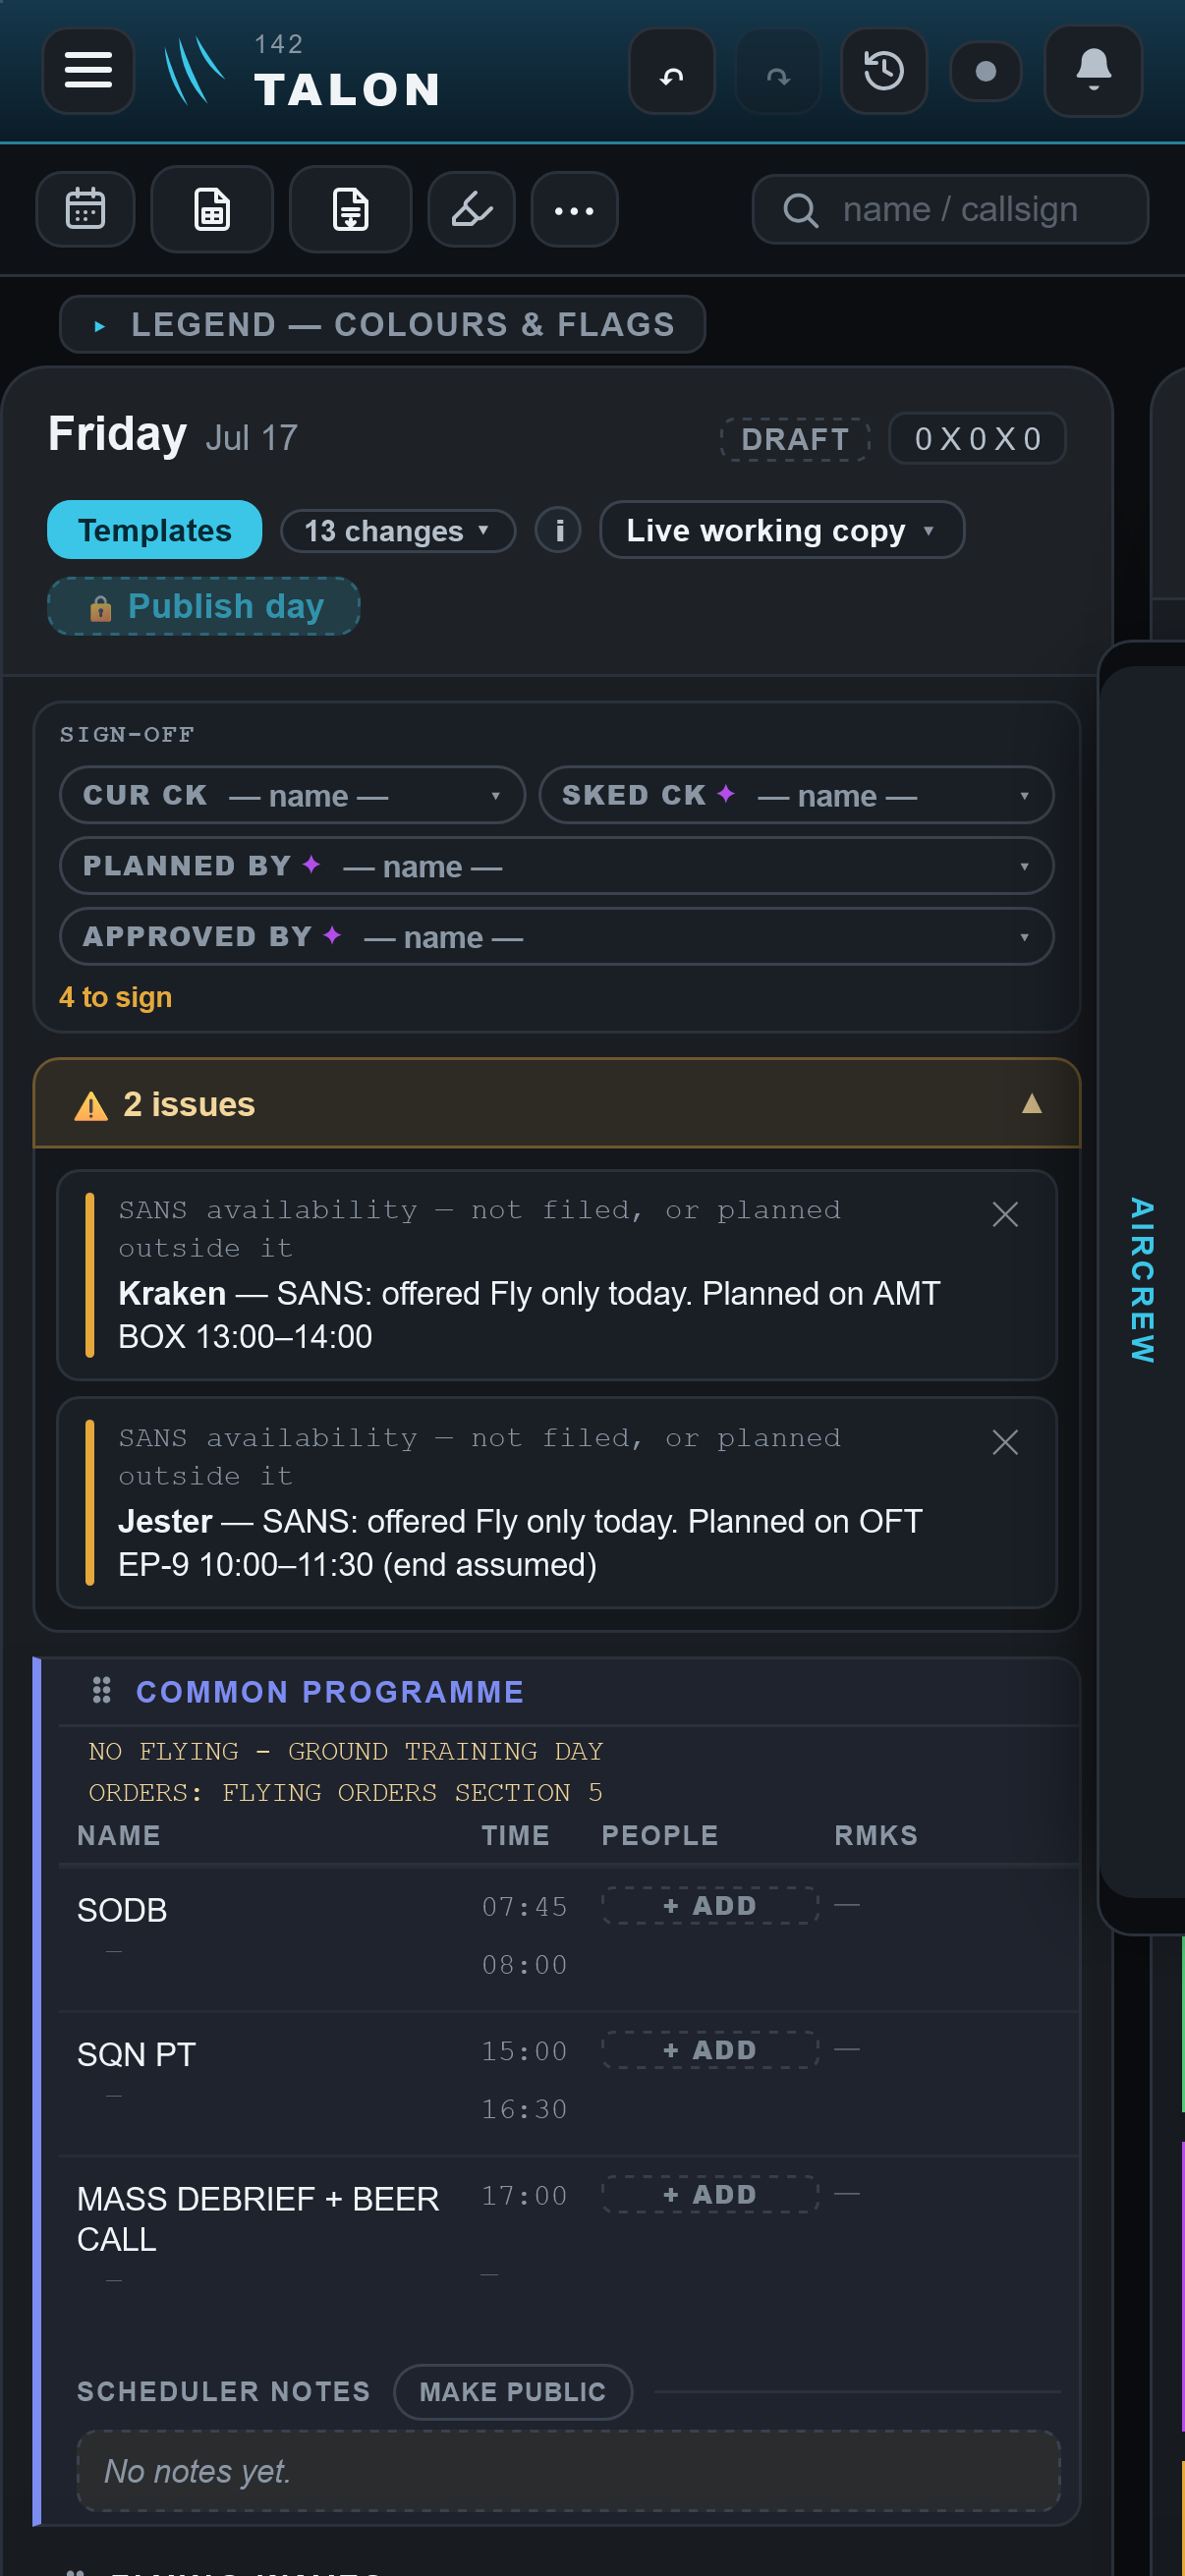 142
TALON
name / callsign
LEGEND — COLOURS & FLAGS
Friday Jul 17
DRAFT
0 X 0 X 0
Templates
13 changes
i
Live working copy
Publish day
SIGN-OFF
CUR CK — name —
SKED CK — name —
PLANNED BY — name —
APPROVED BY — name —
4 to sign
2 issues
SANS availability — not filed, or planned
outside it
Kraken — SANS: offered Fly only today. Planned on AMT
BOX 13:00–14:00
SANS availability — not filed, or planned
outside it
Jester — SANS: offered Fly only today. Planned on OFT
EP-9 10:00–11:30 (end assumed)
AIRCREW
COMMON PROGRAMME
NO FLYING - GROUND TRAINING DAY
ORDERS: FLYING ORDERS SECTION 5
NAME TIME PEOPLE RMKS
SODB 07:45 + ADD —
— 08:00
SQN PT 15:00 + ADD —
— 16:30
MASS DEBRIEF + BEER 17:00 + ADD —
CALL
— —
SCHEDULER NOTES MAKE PUBLIC
No notes yet.